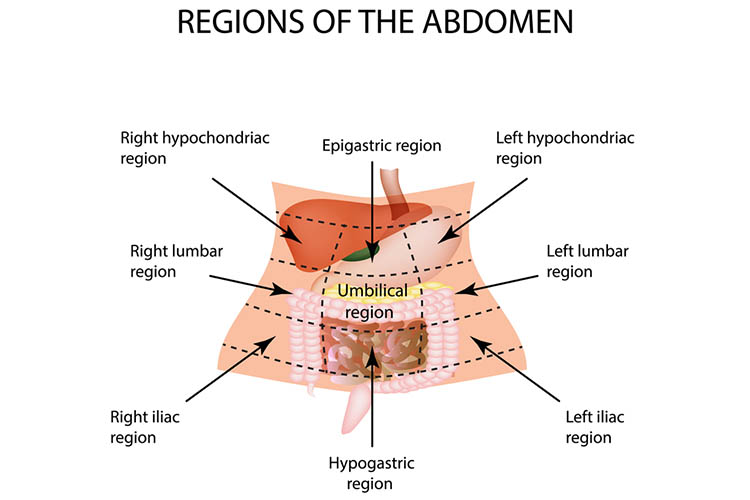 REGIONS OF THE ABDOMEN
Right hypochondriac
region
Epigastric region
Left hypochondriac
region
Right lumbar
region
Left lumbar
region
Umbilical
region
Right iliac
region
Left iliac
region
Hypogastric
region